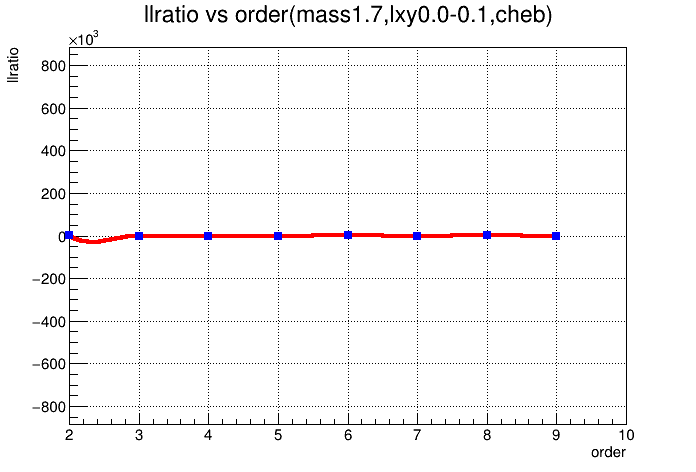 llratio vs order(mass1.7,lxy0.0-0.1,cheb)
×10³
llratio
800
600
400
200
0
−200
−400
−600
−800
2 3 4 5 6 7 8 9 10
order